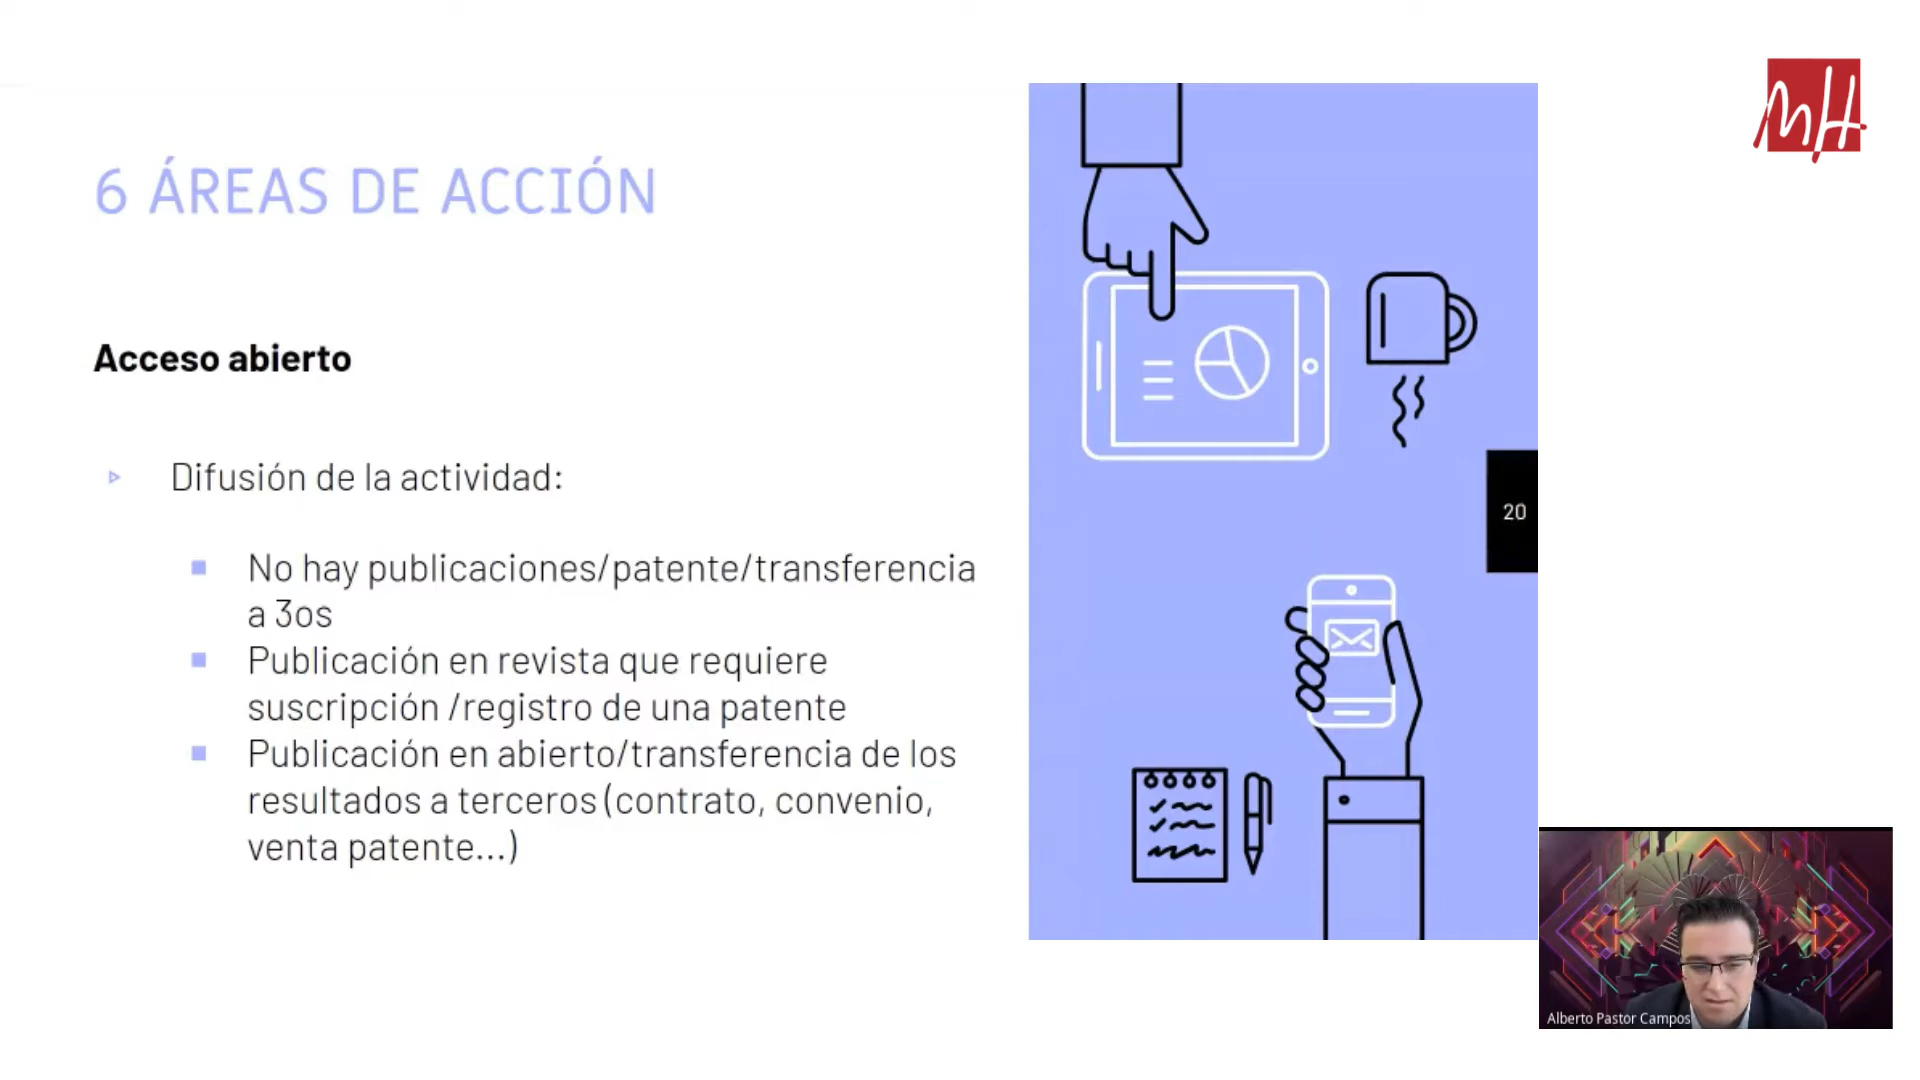 6 ÁREAS DE ACCIÓN
Acceso abierto
Difusión de la actividad:
No hay publicaciones/patente/transferencia
a 3os
Publicación en revista que requiere
suscripción /registro de una patente
Publicación en abierto/transferencia de los
resultados a terceros (contrato, convenio,
venta patente...)
20
MH
Alberto Pastor Campos